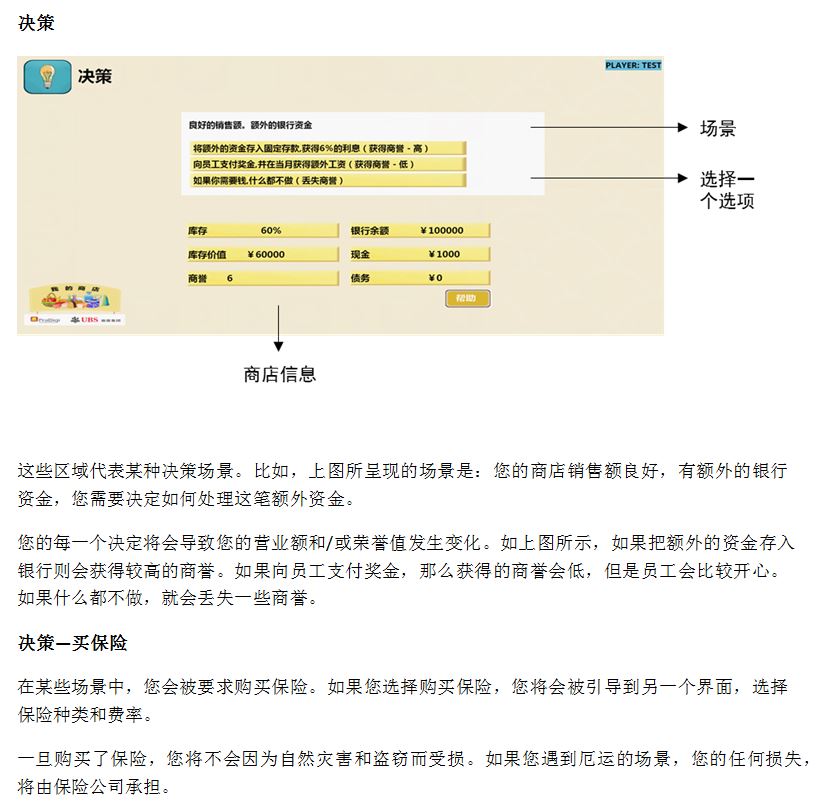 决策
决策
PLAYER: TEST
良好的销售额。额外的银行资金
场景
将额外的资金存入固定存款,获得6%的利息（获得商誉 - 高）
向员工支付奖金,并在当月获得额外工资（获得商誉 - 低）
如果你需要钱,什么都不做（丢失商誉）
选择一
个选项
库存 60% 银行余额 ¥100000
库存价值 ¥60000 现金 ¥1000
商誉 6 债务 ¥0
帮助
我的商店
UBS
商店信息
这些区域代表某种决策场景。比如，上图所呈现的场景是：您的商店销售额良好，有额外的银行
资金，您需要决定如何处理这笔额外资金。
您的每一个决定将会导致您的营业额和/或荣誉值发生变化。如上图所示，如果把额外的资金存入
银行则会获得较高的商誉。如果向员工支付奖金，那么获得的商誉会低，但是员工会比较开心。
如果什么都不做，就会丢失一些商誉。
决策—买保险
在某些场景中，您会被要求购买保险。如果您选择购买保险，您将会被引导到另一个界面，选择
保险种类和费率。
一旦购买了保险，您将不会因为自然灾害和盗窃而受损。如果您遇到厄运的场景，您的任何损失，
将由保险公司承担。